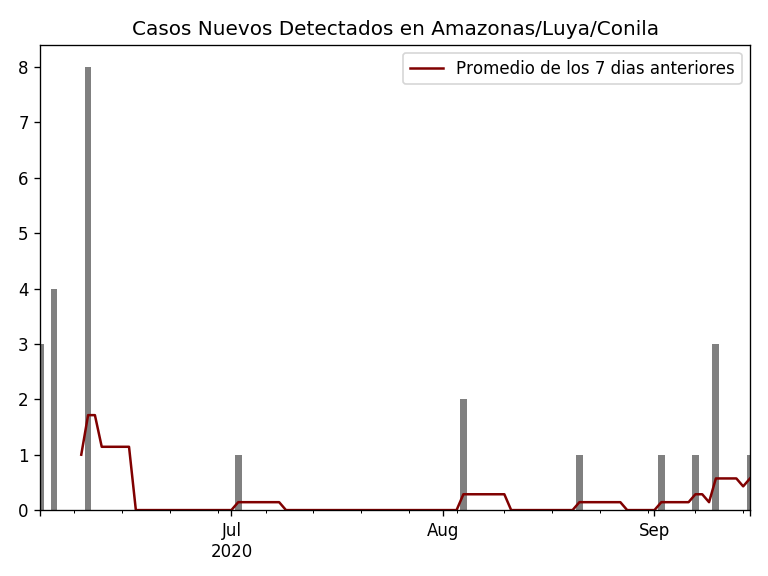 Casos Nuevos Detectados en Amazonas/Luya/Conila
Promedio de los 7 dias anteriores
8
7
6
5
4
3
2
1
0
Jul
2020
Aug
Sep